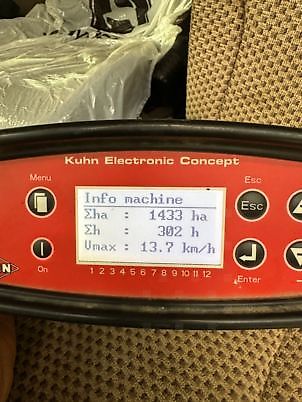 Kuhn Electronic Concept
Menu
Esc
Info machine
Σha : 1433 ha
Esc
Σh : 302 h
Vmax : 13.7 km/h
1 2 3 4 5 6 7 8 9 10 11 12
On
Enter